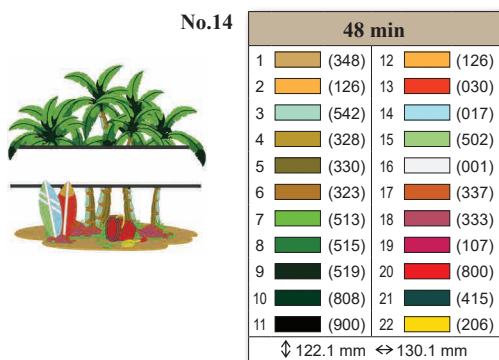 No.14
48 min
1 (348) 12 (126)
2 (126) 13 (030)
3 (542) 14 (017)
4 (328) 15 (502)
5 (330) 16 (001)
6 (323) 17 (337)
7 (513) 18 (333)
8 (515) 19 (107)
9 (519) 20 (800)
10 (808) 21 (415)
11 (900) 22 (206)
↕ 122.1 mm ↔ 130.1 mm